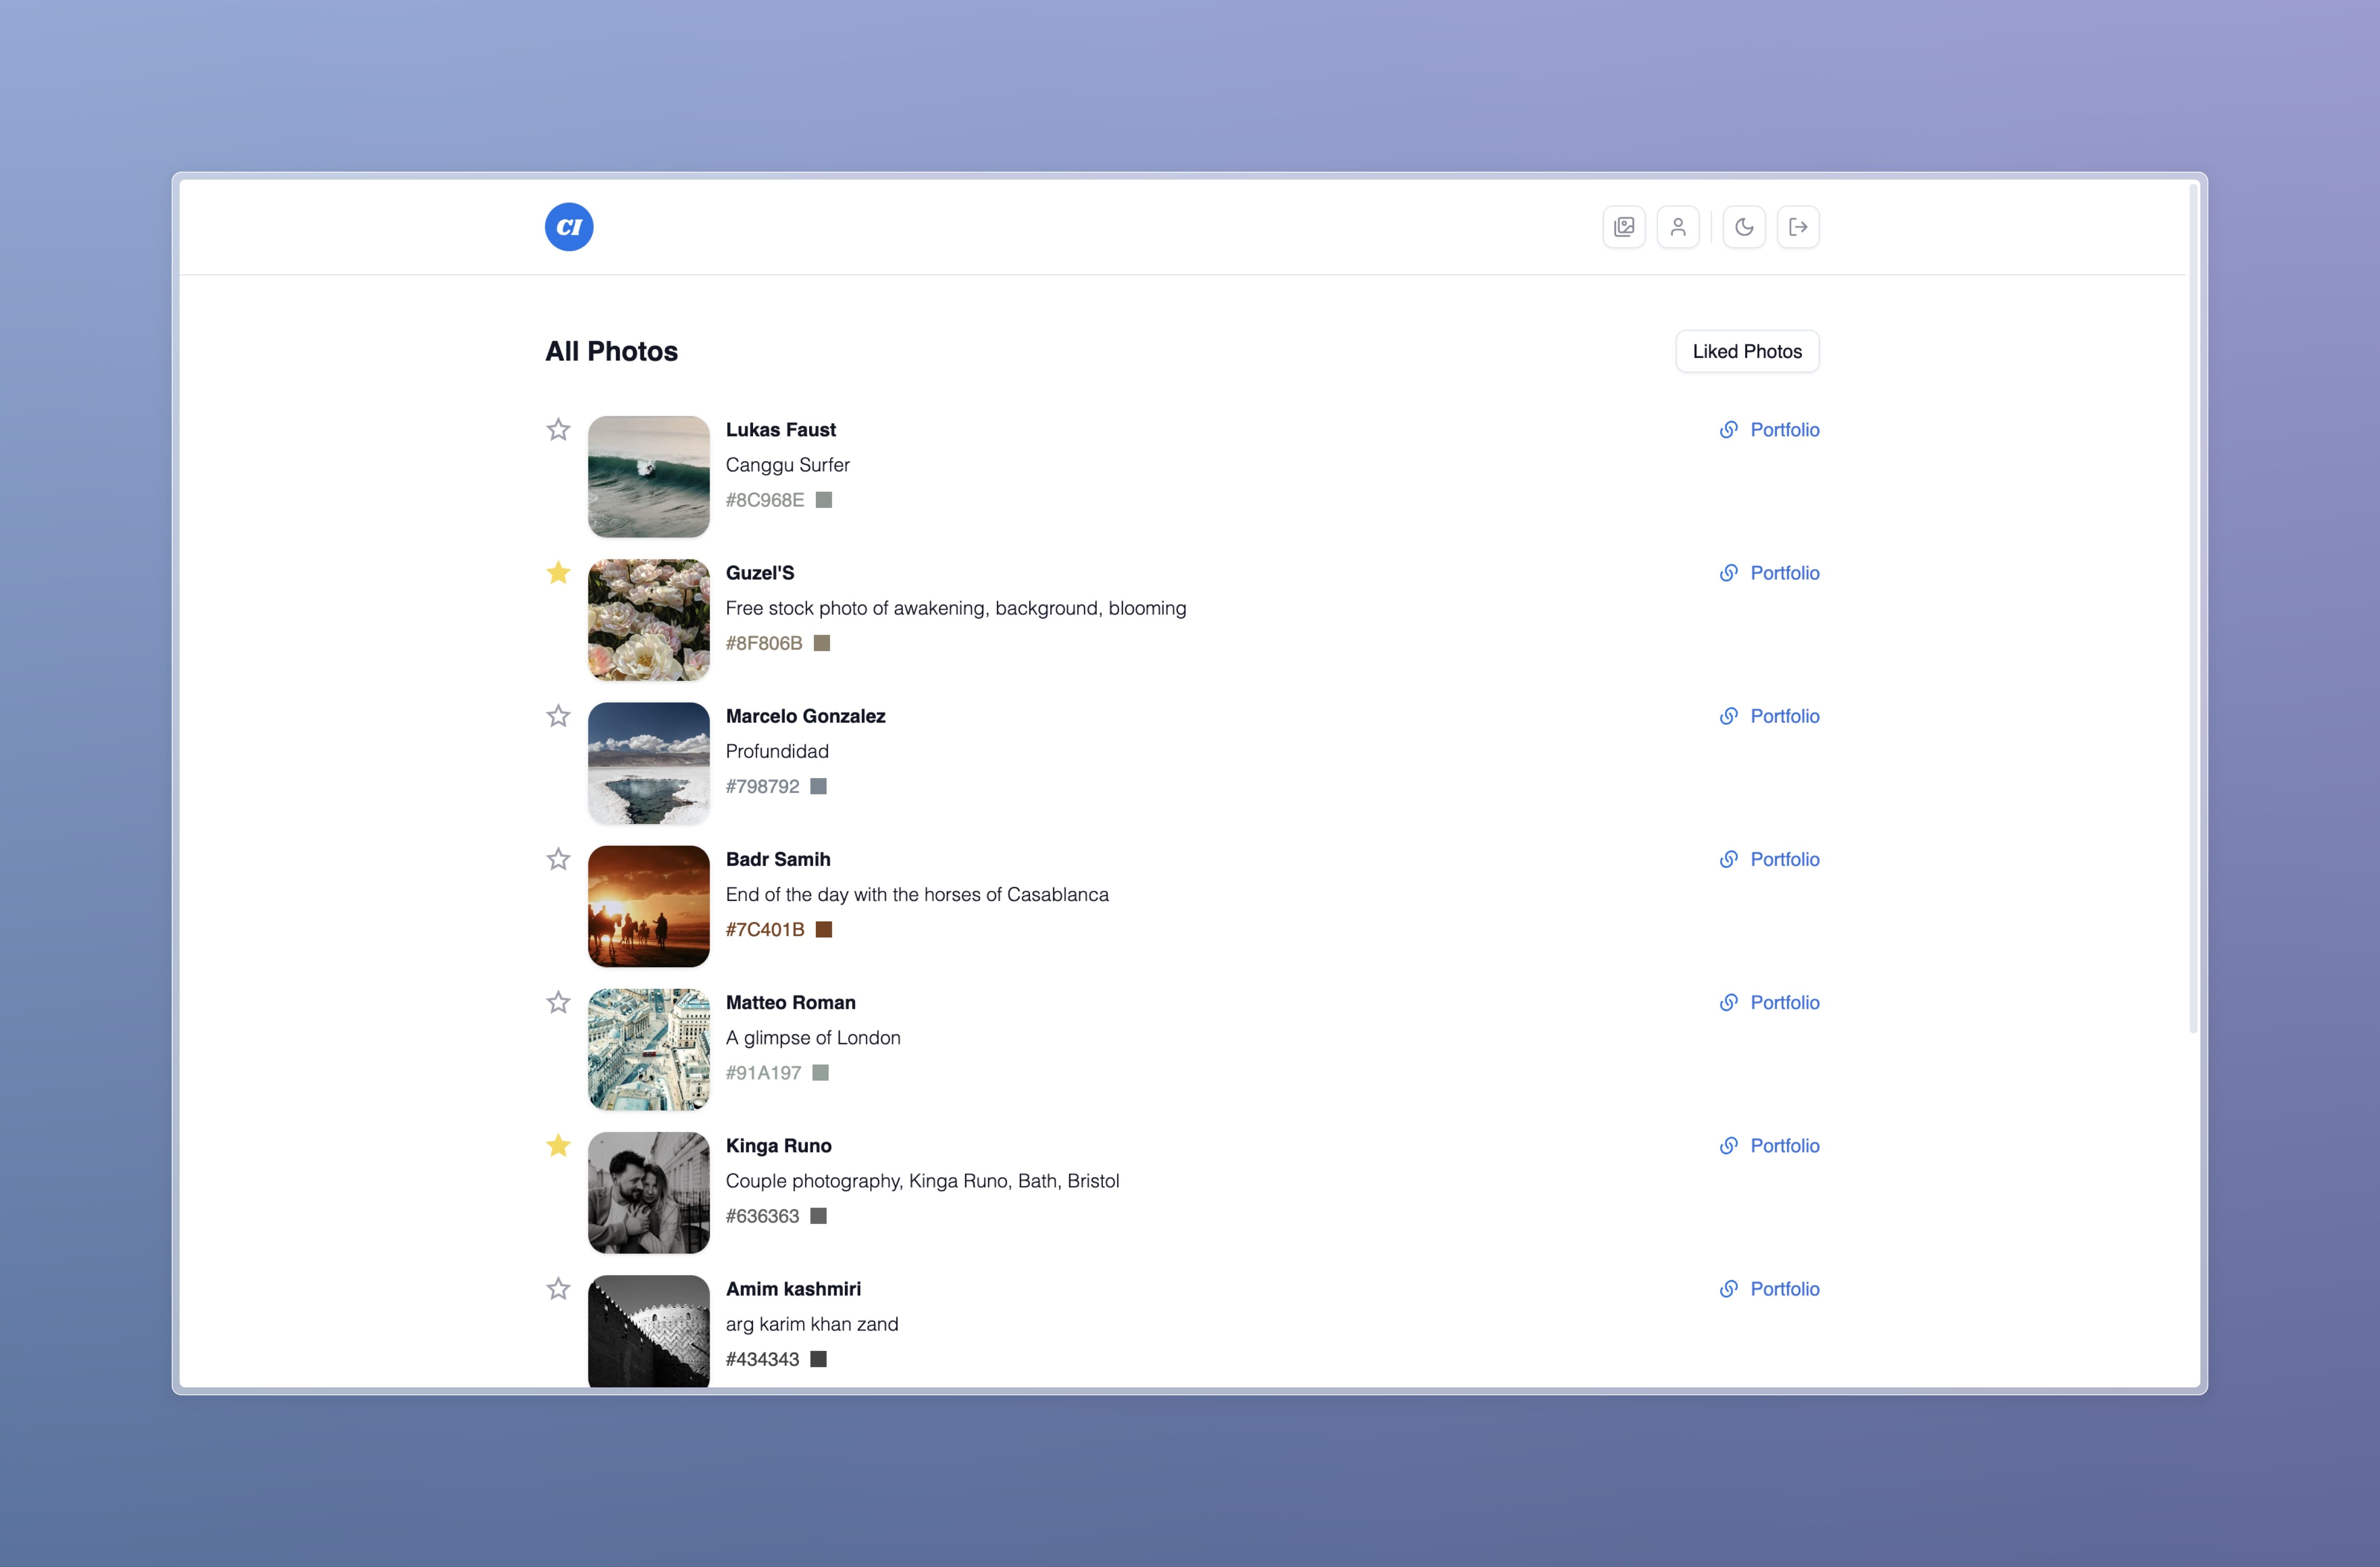 CI
All Photos
Liked Photos
Lukas Faust
Portfolio
Canggu Surfer
#8C968E
Guzel'S
Portfolio
Free stock photo of awakening, background, blooming
#8F806B
Marcelo Gonzalez
Portfolio
Profundidad
#798792
Badr Samih
Portfolio
End of the day with the horses of Casablanca
#7C401B
Matteo Roman
Portfolio
A glimpse of London
#91A197
Kinga Runo
Portfolio
Couple photography, Kinga Runo, Bath, Bristol
#636363
Amim kashmiri
Portfolio
arg karim khan zand
#434343